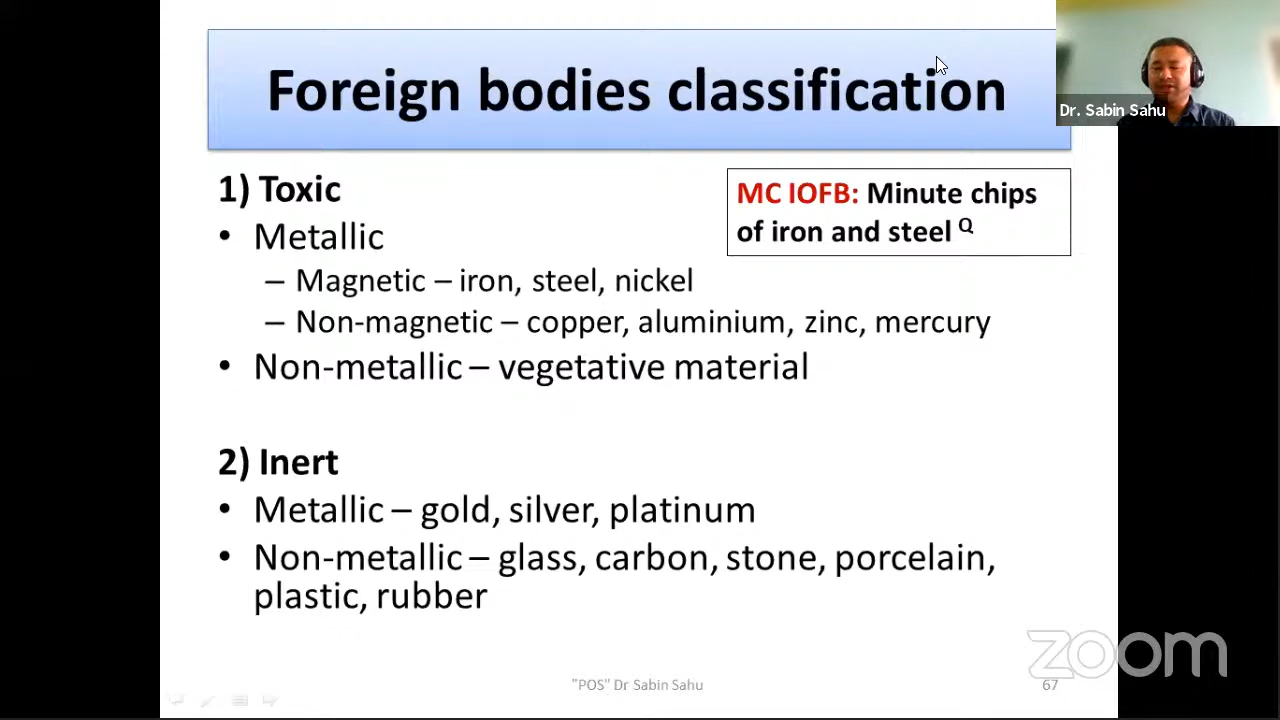 Foreign bodies classification
Dr. Sabin Sahu
1) Toxic
MC IOFB: Minute chips
of iron and steel Q
• Metallic
– Magnetic – iron, steel, nickel
– Non-magnetic – copper, aluminium, zinc, mercury
• Non-metallic – vegetative material
2) Inert
• Metallic – gold, silver, platinum
• Non-metallic – glass, carbon, stone, porcelain,
plastic, rubber
zoom
"POS" Dr Sabin Sahu
67